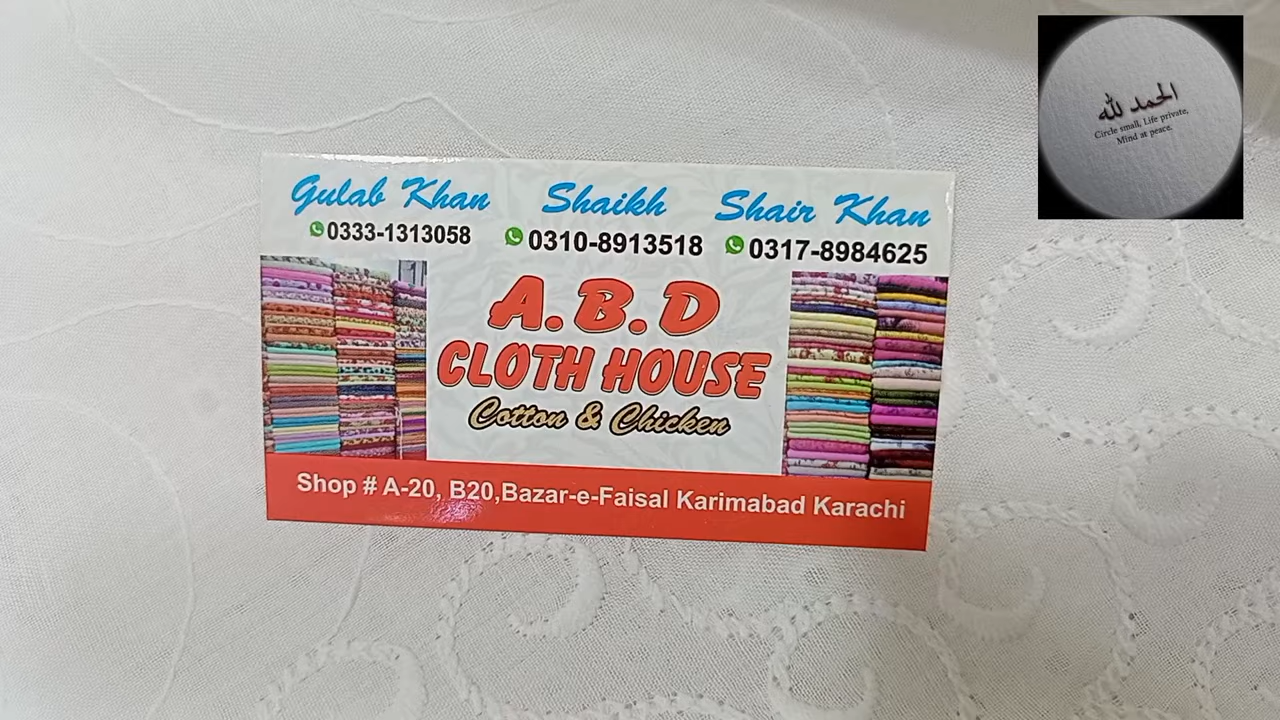 Gulab Khan Shaikh Shair Khan
0333-1313058 0310-8913518 0317-8984625
A.B.D
CLOTH HOUSE
Cotton & Chicken
Shop # A-20, B20,Bazar-e-Faisal Karimabad Karachi
الحمد لله
Circle small, Life private,
Mind at peace.